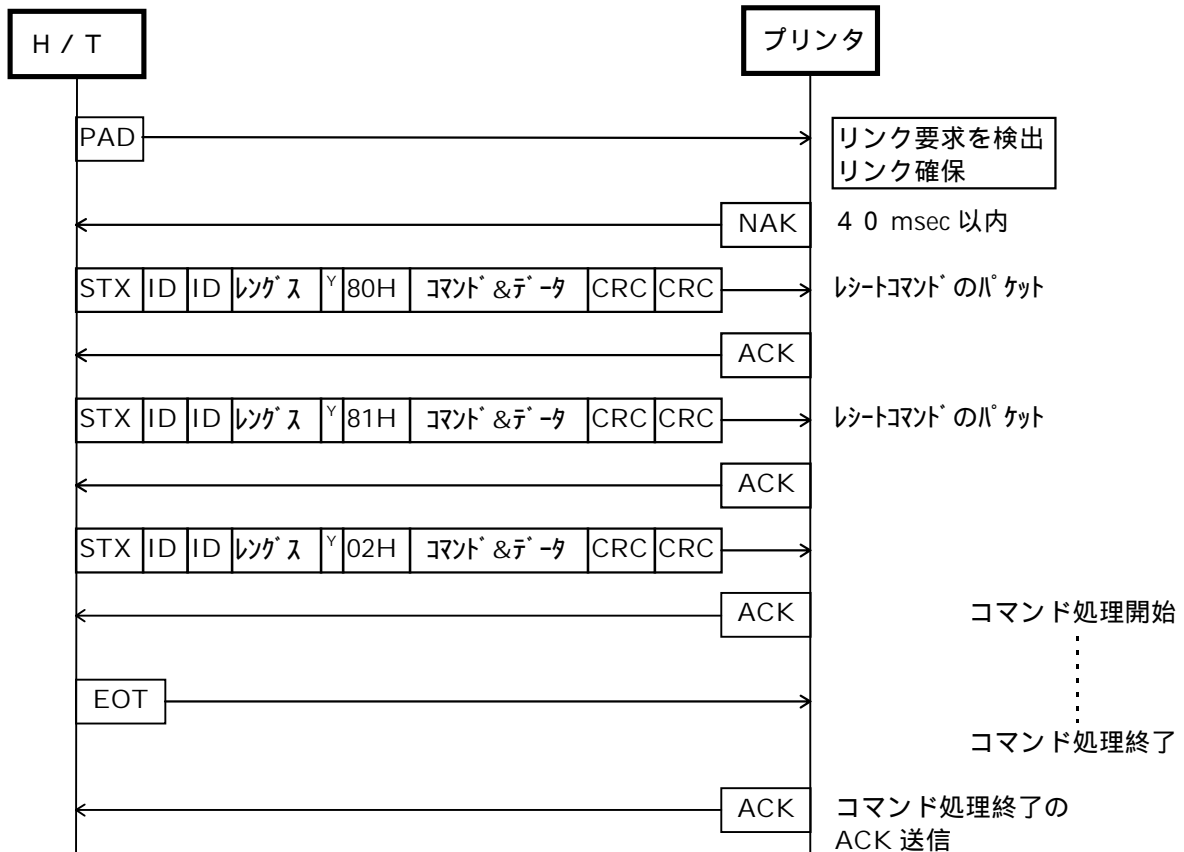 H / T
プリンタ
PAD
リンク要求を検出
リンク確保
NAK
４０ msec 以内
STX ID ID ﾚﾝｸﾞｽ Y 80H ｺﾏﾝﾄﾞ&ﾃﾞｰﾀ CRC CRC
ﾚｼｰﾄｺﾏﾝﾄﾞのﾊﾟｹｯﾄ
ACK
STX ID ID ﾚﾝｸﾞｽ Y 81H ｺﾏﾝﾄﾞ&ﾃﾞｰﾀ CRC CRC
ﾚｼｰﾄｺﾏﾝﾄﾞのﾊﾟｹｯﾄ
ACK
STX ID ID ﾚﾝｸﾞｽ Y 02H ｺﾏﾝﾄﾞ&ﾃﾞｰﾀ CRC CRC
ACK
コマンド処理開始
EOT
コマンド処理終了
ACK
コマンド処理終了の
ACK 送信